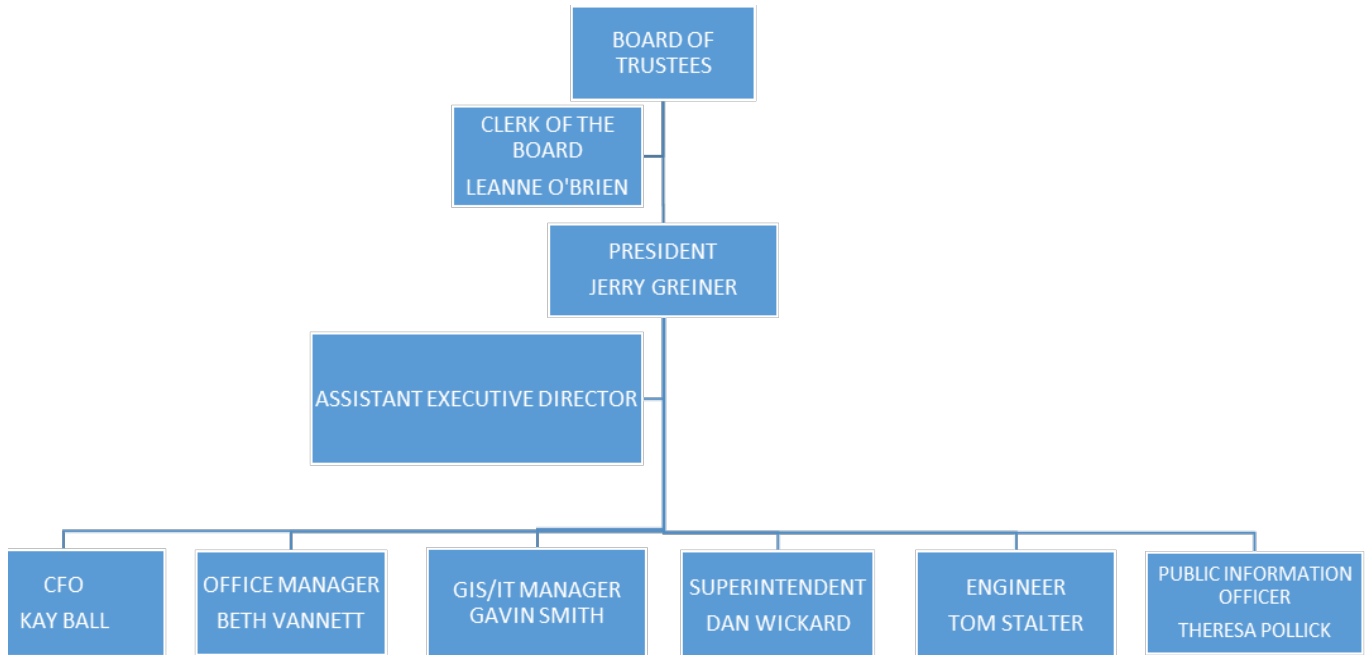 BOARD OF
TRUSTEES
CLERK OF THE
BOARD
LEANNE O'BRIEN
PRESIDENT
JERRY GREINER
ASSISTANT EXECUTIVE DIRECTOR
CFO
KAY BALL
OFFICE MANAGER
BETH VANNETT
GIS/IT MANAGER
GAVIN SMITH
SUPERINTENDENT
DAN WICKARD
ENGINEER
TOM STALTER
PUBLIC INFORMATION
OFFICER
THERESA POLLICK